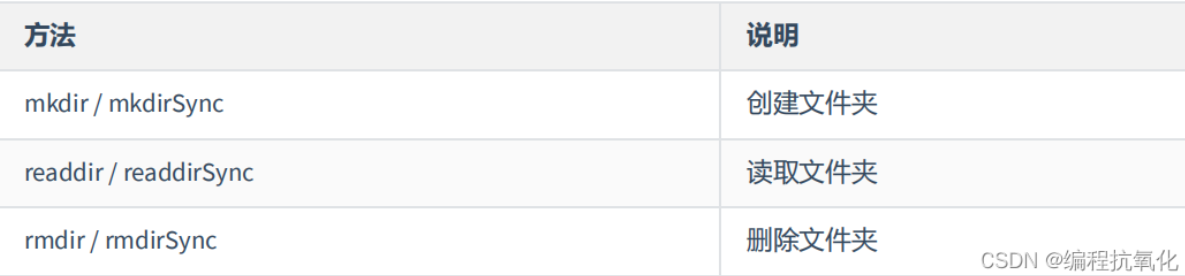 方法 说明
mkdir / mkdirSync 创建文件夹
readdir / readdirSync 读取文件夹
rmdir / rmdirSync 删除文件夹
CSDN @编程抗氧化